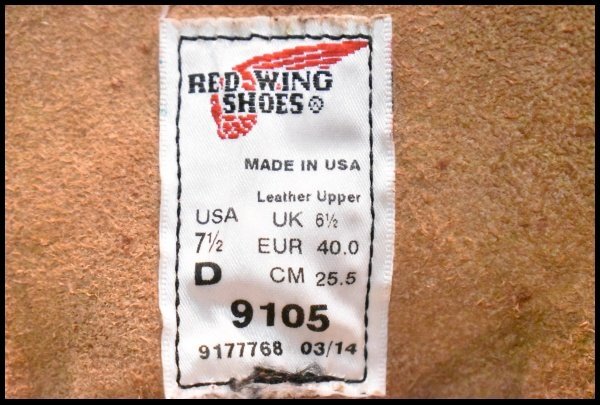 RED WING
SHOES®
MADE IN USA
Leather Upper
USA UK 6½
7½ EUR 40.0
D CM 25.5
9105
9177768 03/14